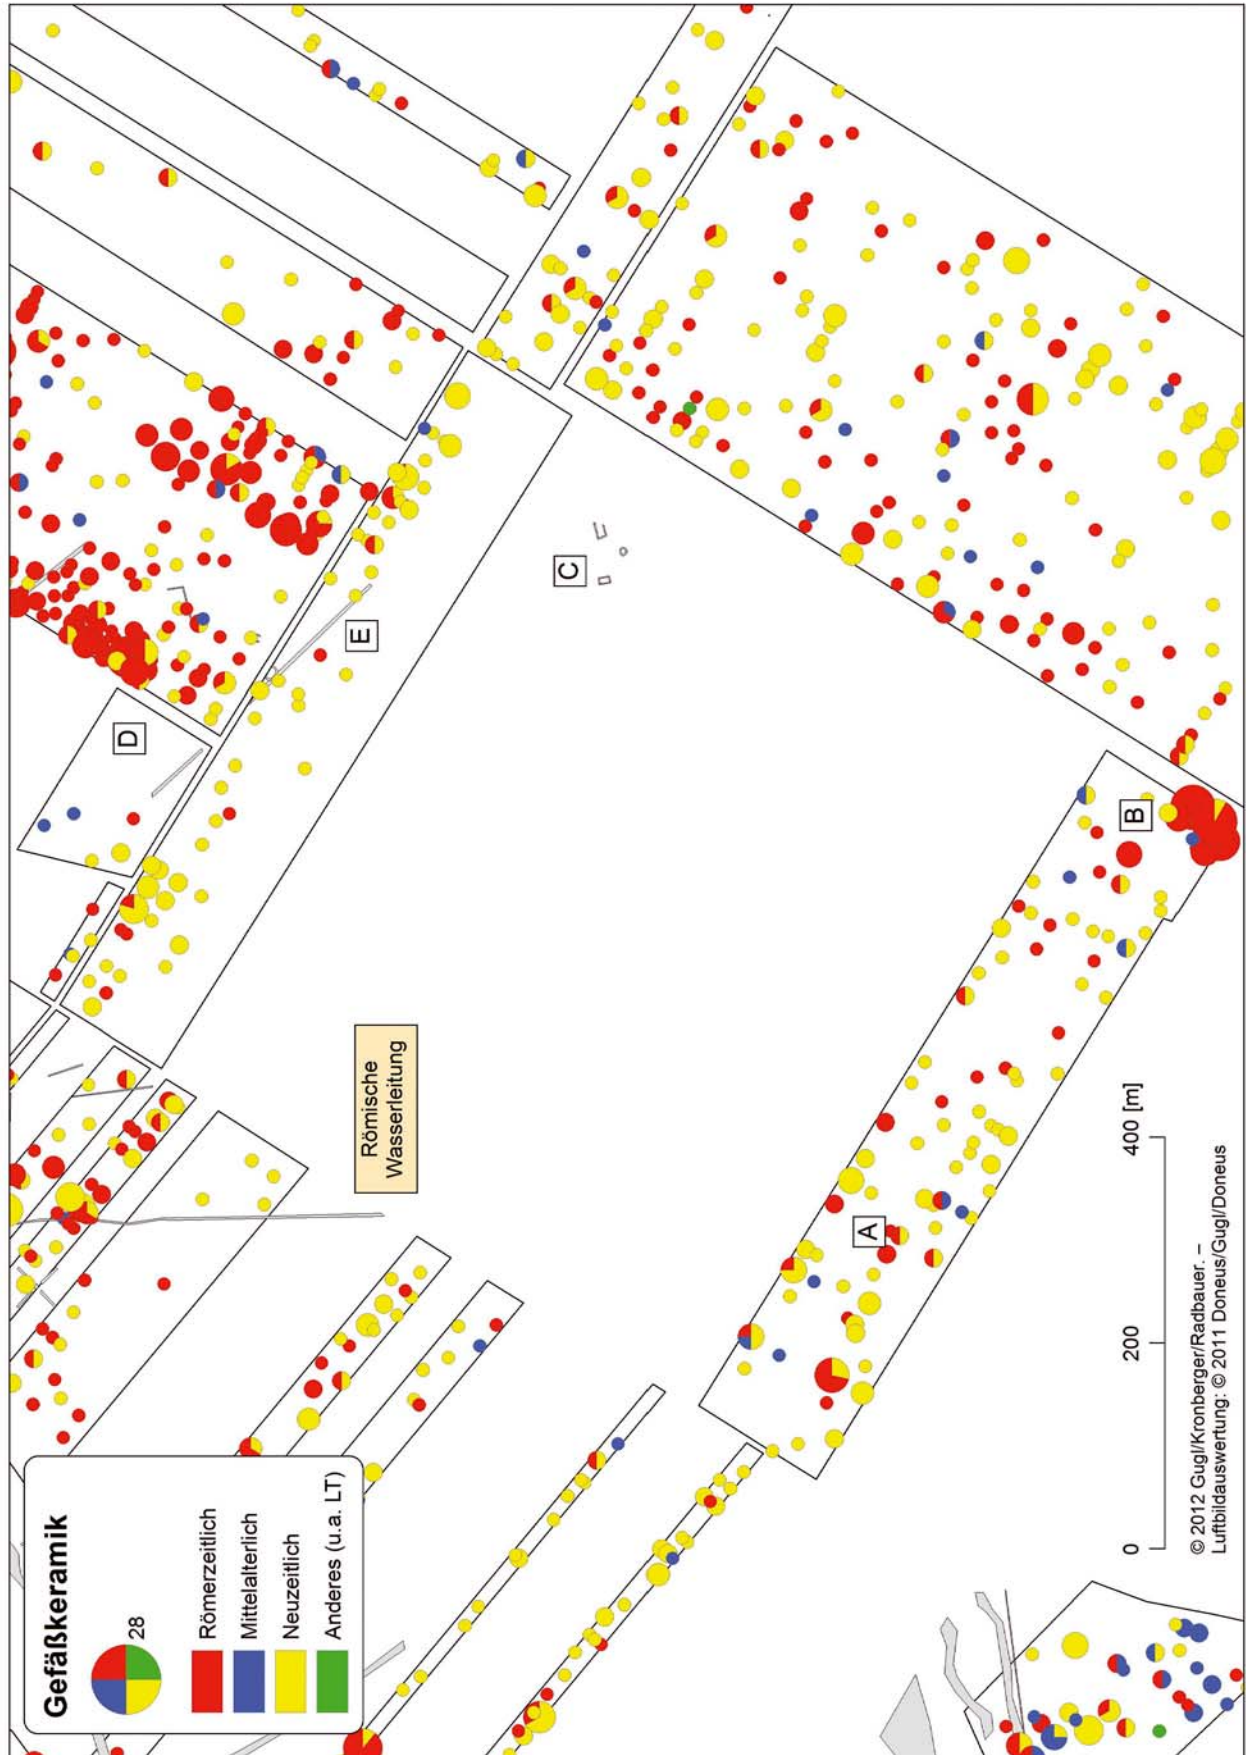 Gefäßkeramik
28
Römerzeitlich
Mittelalterlich
Neuzeitlich
Anderes (u.a. LT)
Römische
Wasserleitung
D
E
C
A
B
0 200 400 [m]
© 2012 Gugl/Kronberger/Radbauer. –
Luftbildauswertung: © 2011 Doneus/Gugl/Doneus